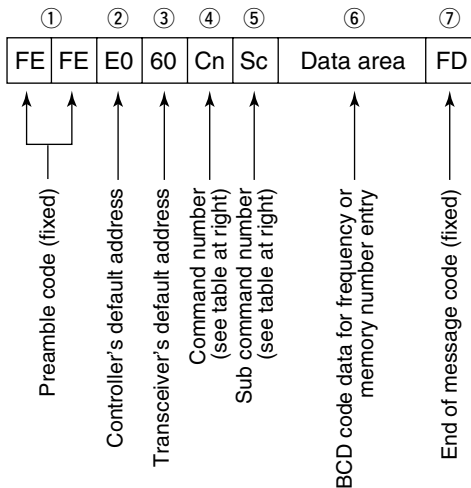 ① ② ③ ④ ⑤ ⑥ ⑦
FE FE E0 60 Cn Sc Data area FD
Preamble code (fixed)
Controller's default address
Transceiver's default address
Command number
(see table at right)
Sub command number
(see table at right)
BCD code data for frequency or
memory number entry
End of message code (fixed)